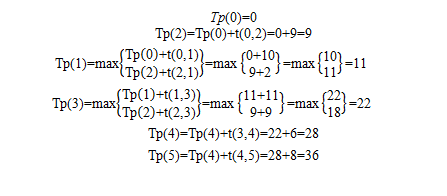 Tp(0)=0
Tp(2)=Tp(0)+t(0,2)=0+9=9
Tp(1)=max{Tp(0)+t(0,1) Tp(2)+t(2,1)}=max{0+10 9+2}=max{10 11}=11
Tp(3)=max{Tp(1)+t(1,3) Tp(2)+t(2,3)}=max{11+11 9+9}=max{22 18}=22
Tp(4)=Tp(4)+t(3,4)=22+6=28
Tp(5)=Tp(4)+t(4,5)=28+8=36